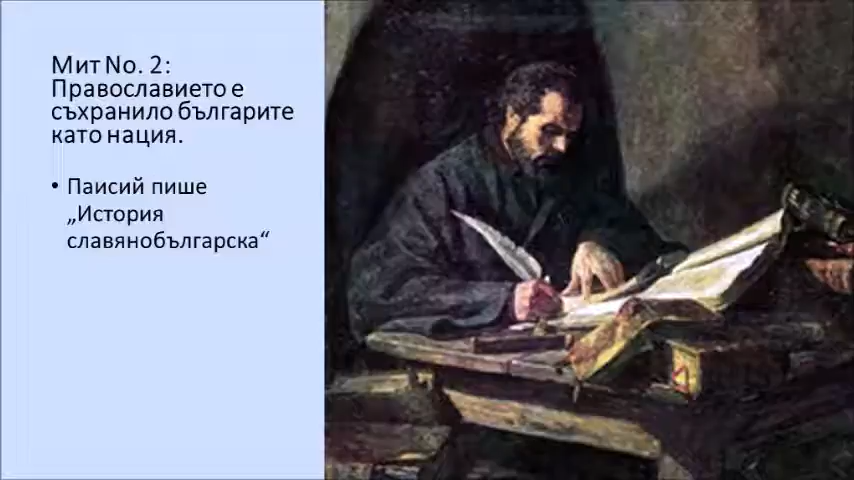 Мит No. 2:
Православието е
съхранило българите
като нация.
• Паисий пише
„История
славянобългарска“